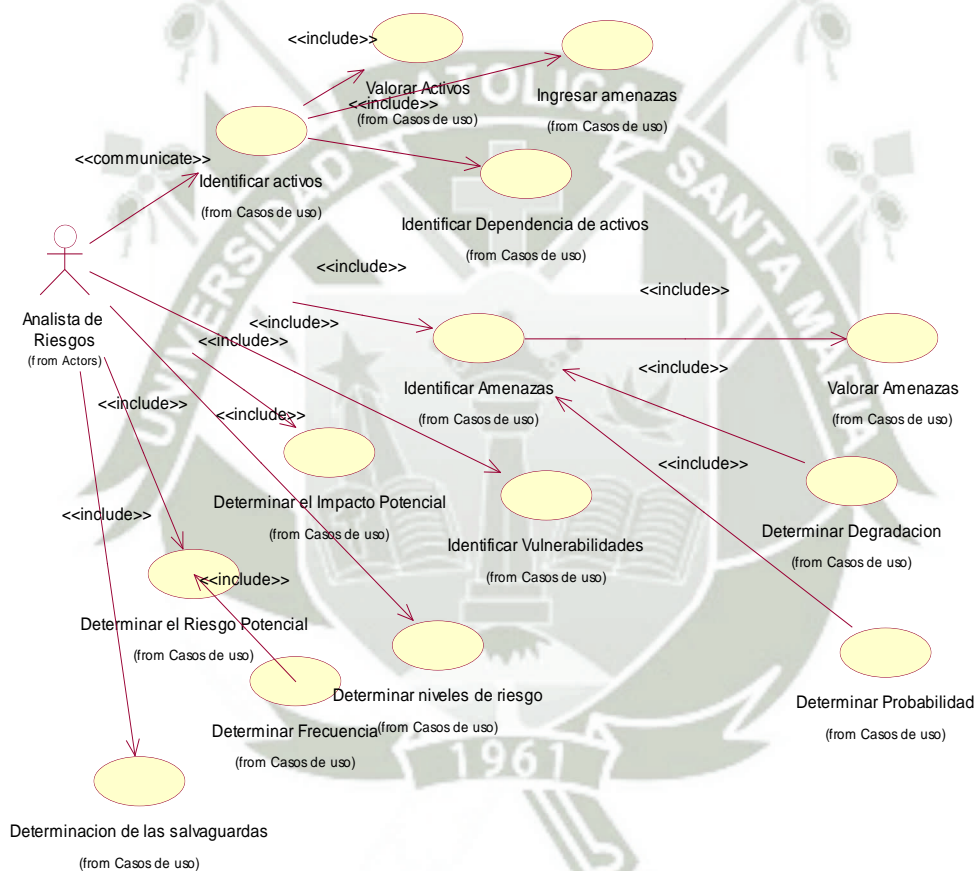 <<include>>
Valorar Activos
(from Casos de uso)
<<include>>
Ingresar amenazas
(from Casos de uso)
<<communicate>>
Identificar activos
(from Casos de uso)
Identificar Dependencia de activos
(from Casos de uso)
UNIVERSIDAD CATOLICA SANTA MARIA
<<include>>
<<include>>
<<include>>
<<include>>
Analista de
Riesgos
(from Actors)
Identificar Amenazas
(from Casos de uso)
<<include>>
Valorar Amenazas
(from Casos de uso)
<<include>>
<<include>>
<<include>>
Determinar el Impacto Potencial
(from Casos de uso)
Identificar Vulnerabilidades
(from Casos de uso)
Determinar Degradacion
(from Casos de uso)
<<include>>
<<include>>
Determinar el Riesgo Potencial
(from Casos de uso)
Determinar niveles de riesgo
(from Casos de uso)
Determinar Probabilidad
(from Casos de uso)
Determinar Frecuencia
(from Casos de uso)
1961
Determinacion de las salvaguardas
(from Casos de uso)